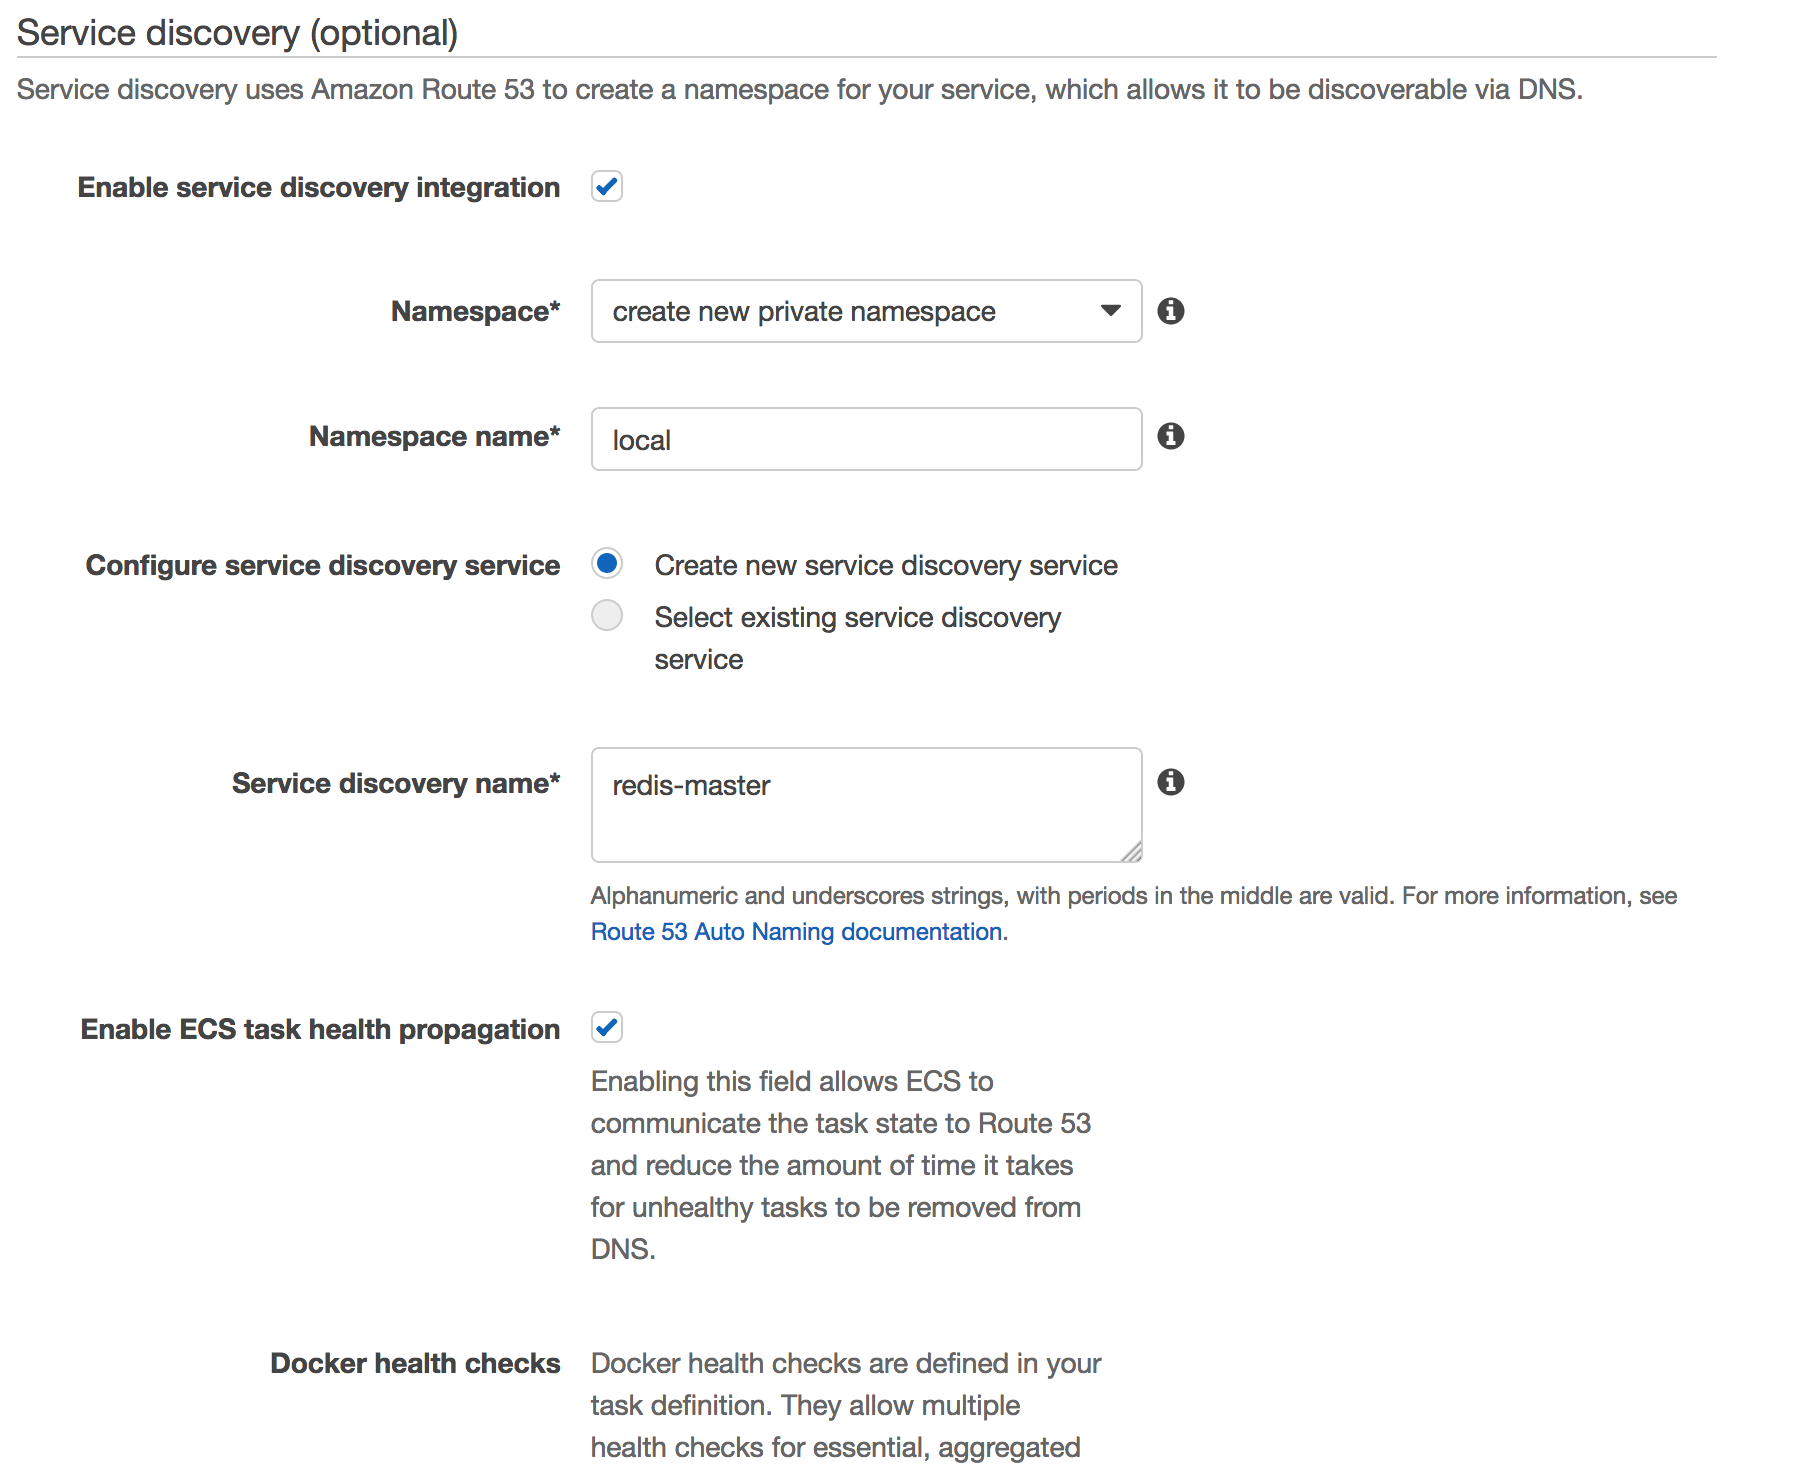 Service discovery (optional)
Service discovery uses Amazon Route 53 to create a namespace for your service, which allows it to be discoverable via DNS.
Enable service discovery integration
Namespace*
create new private namespace
Namespace name*
local
Configure service discovery service
Create new service discovery service
Select existing service discovery
service
Service discovery name*
redis-master
Alphanumeric and underscores strings, with periods in the middle are valid. For more information, see
Route 53 Auto Naming documentation.
Enable ECS task health propagation
Enabling this field allows ECS to
communicate the task state to Route 53
and reduce the amount of time it takes
for unhealthy tasks to be removed from
DNS.
Docker health checks
Docker health checks are defined in your
task definition. They allow multiple
health checks for essential, aggregated